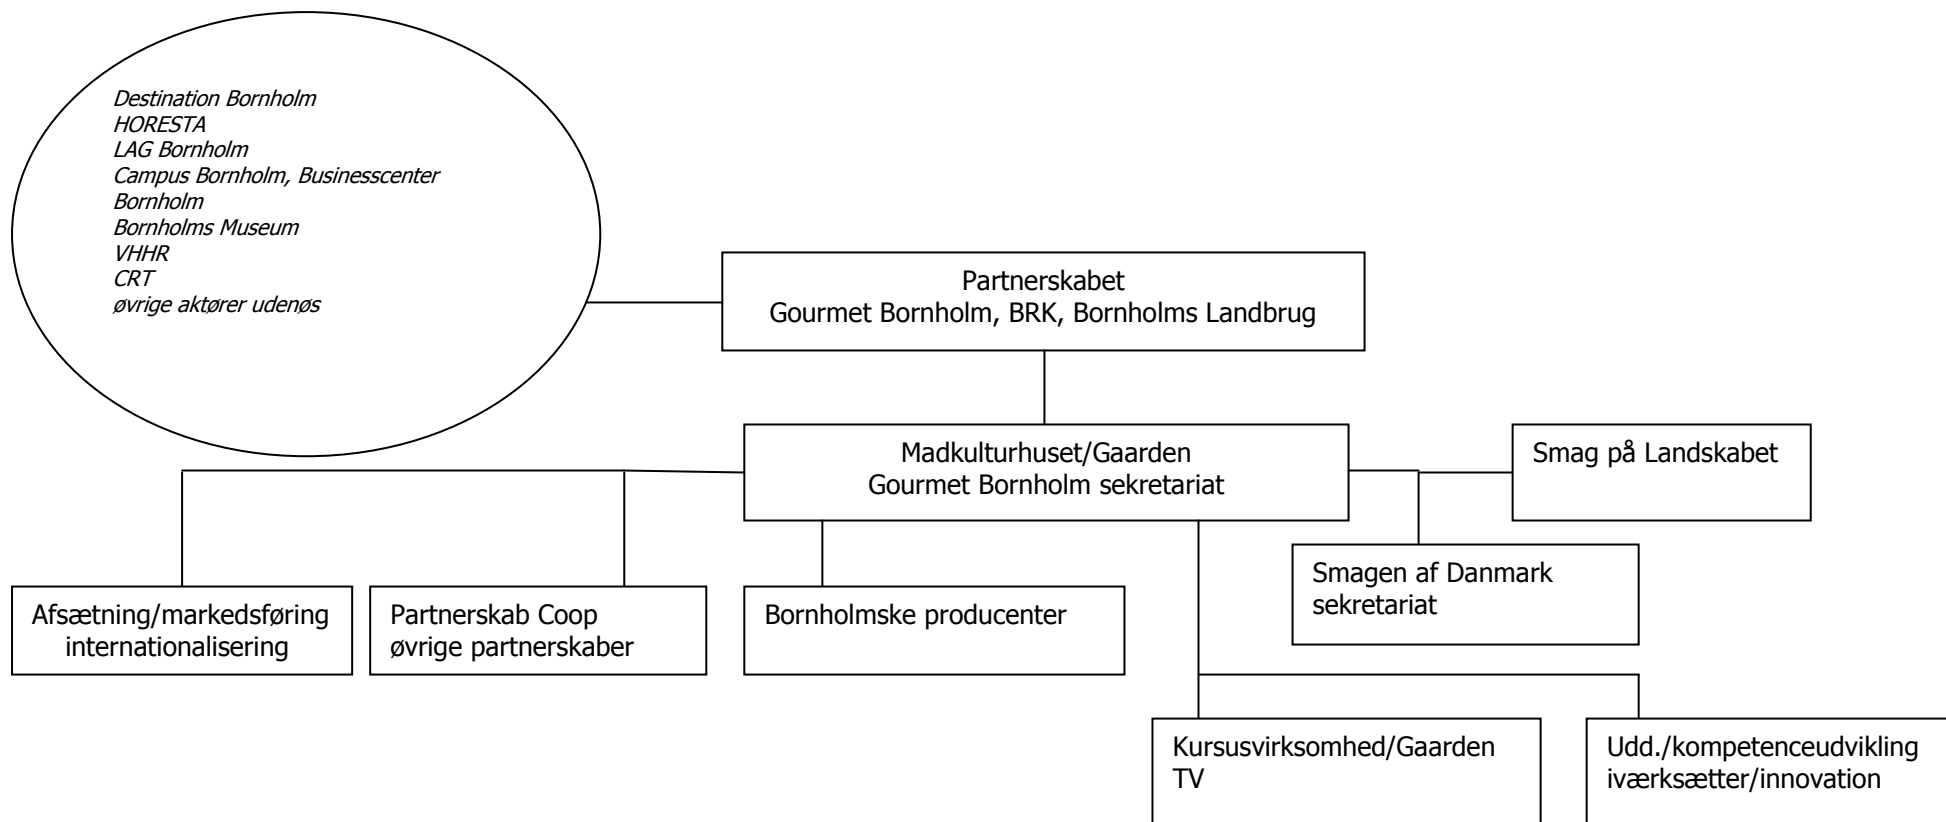 Destination Bornholm
HORESTA
LAG Bornholm
Campus Bornholm, Businesscenter
Bornholm
Bornholms Museum
VHHR
CRT
øvrige aktører udenøs
Partnerskabet
Gourmet Bornholm, BRK, Bornholms Landbrug
Madkulturhuset/Gaarden
Gourmet Bornholm sekretariat
Smag på Landskabet
Smagen af Danmark
sekretariat
Afsætning/markedsføring
internationalisering
Partnerskab Coop
øvrige partnerskaber
Bornholmske producenter
Kursusvirksomhed/Gaarden
TV
Udd./kompetenceudvikling
iværksætter/innovation